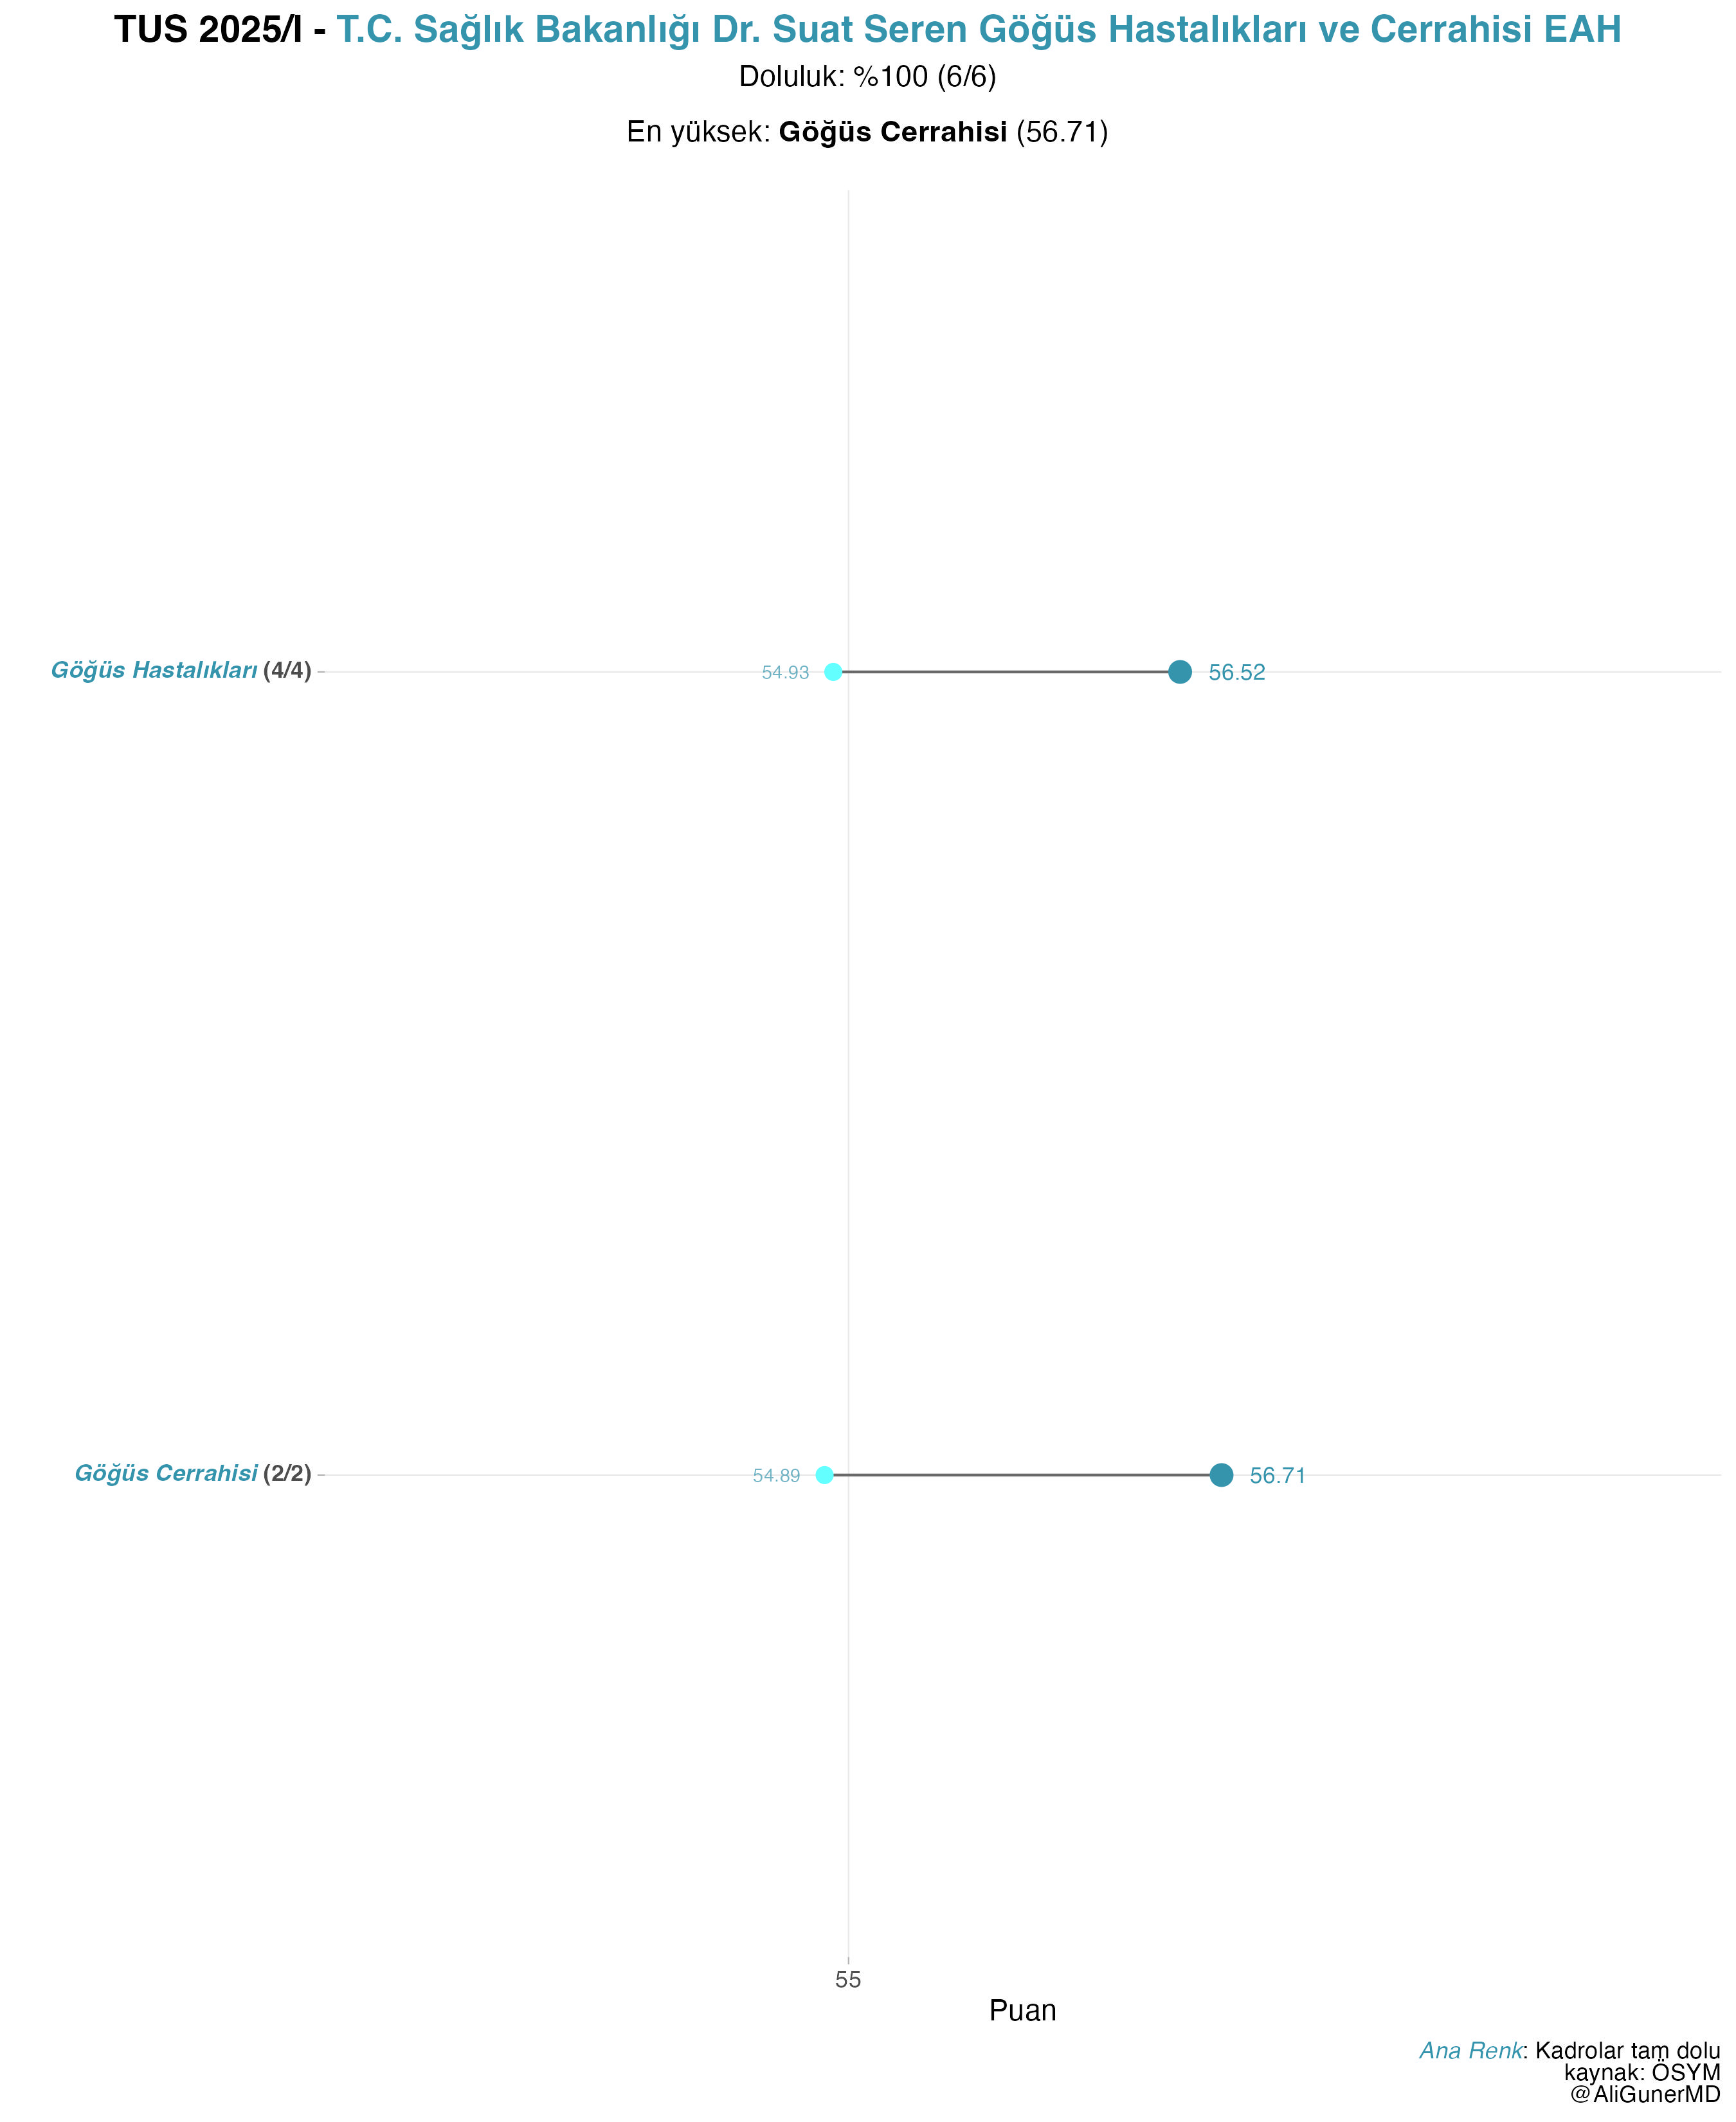 TUS 2025/I - T.C. Sağlık Bakanlığı Dr. Suat Seren Göğüs Hastalıkları ve Cerrahisi EAH
Doluluk: %100 (6/6)
En yüksek: Göğüs Cerrahisi (56.71)
Göğüs Hastalıkları (4/4)
54.93
56.52
Göğüs Cerrahisi (2/2)
54.89
56.71
55
Puan
Ana Renk: Kadrolar tam dolu
kaynak: ÖSYM
@AliGunerMD